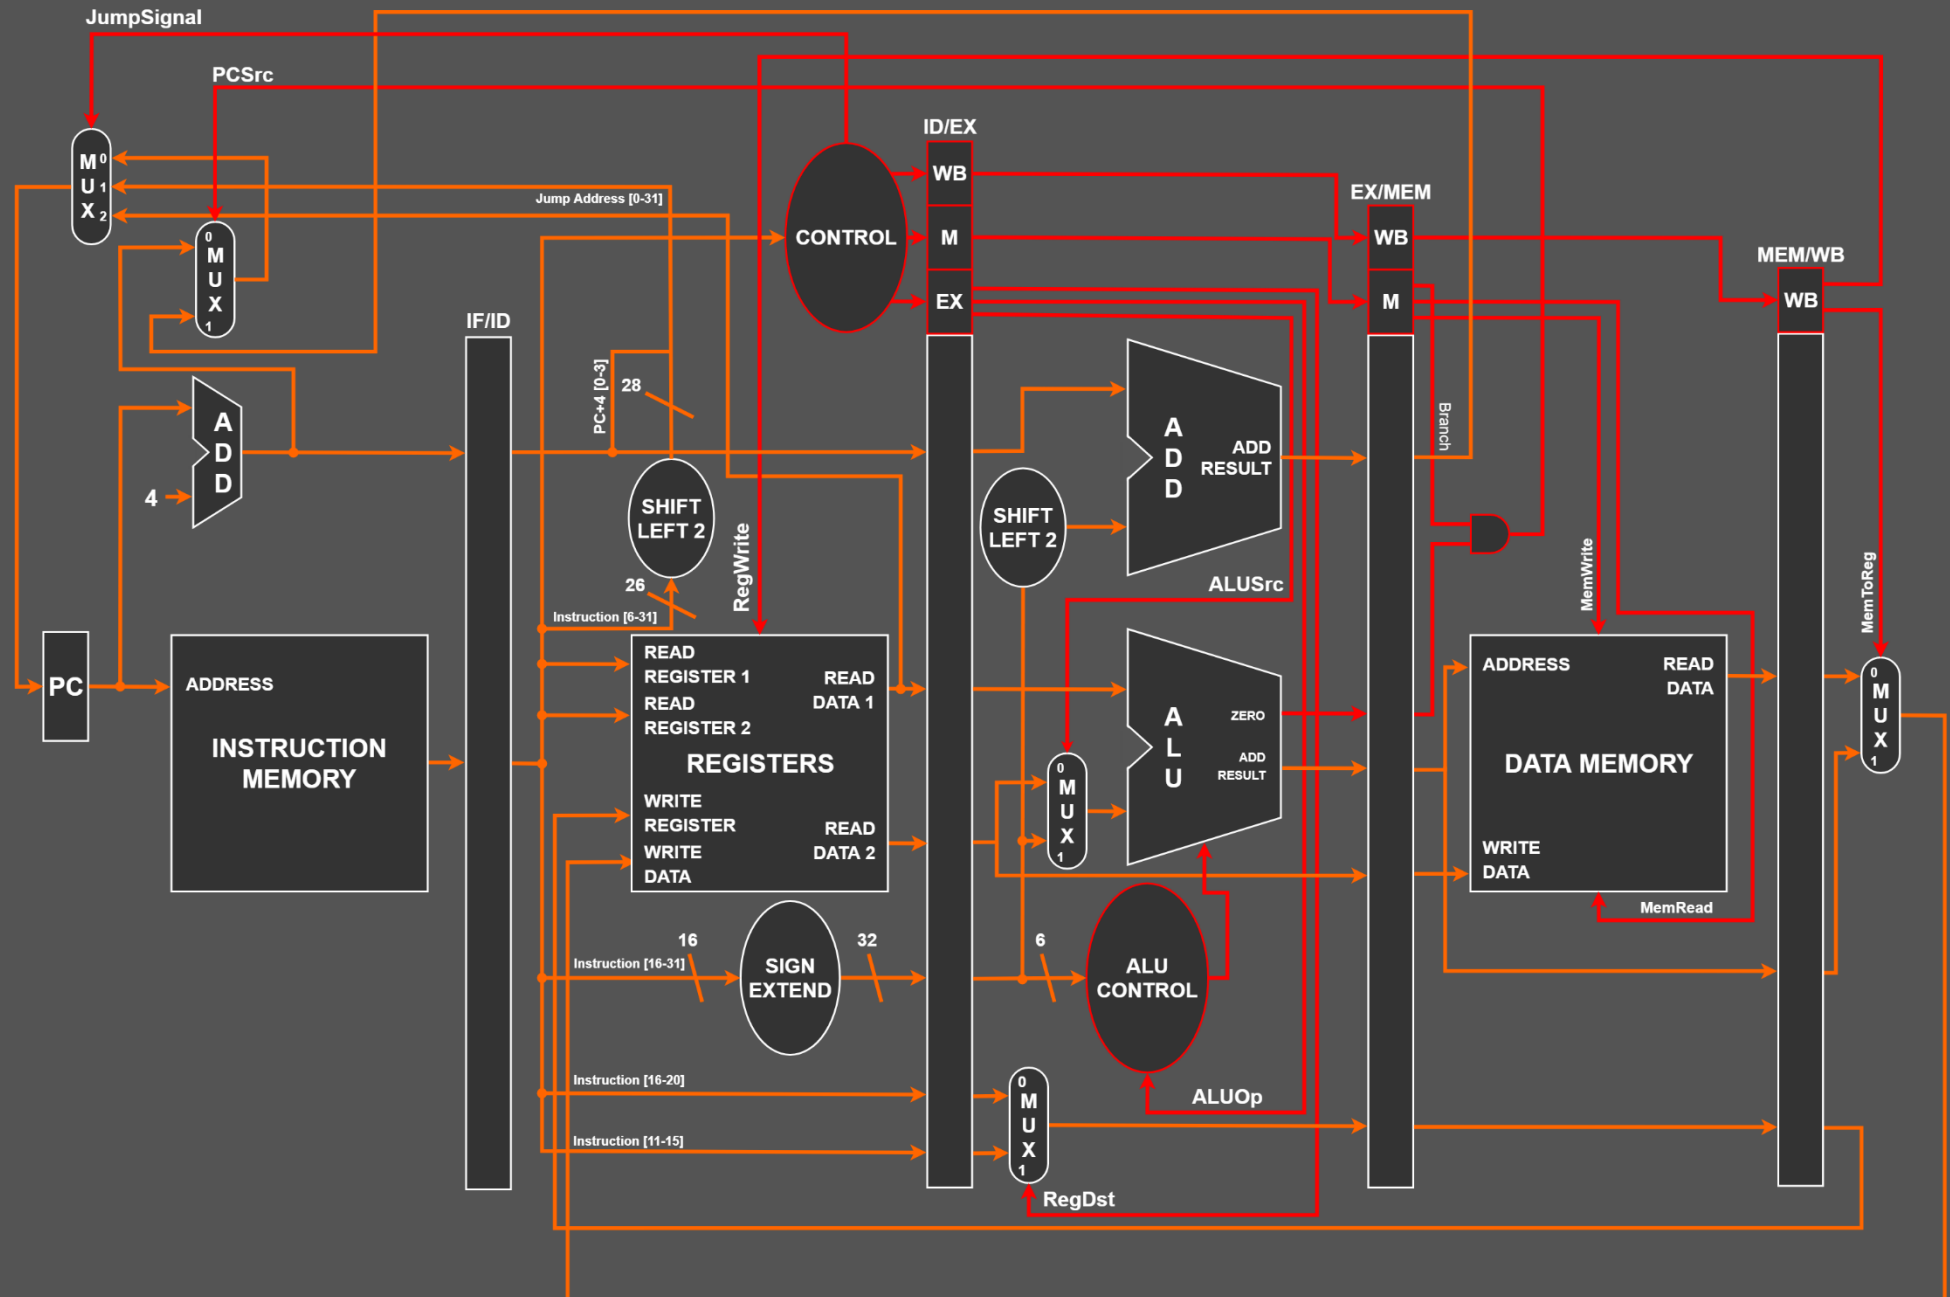 JumpSignal
PCSrc
M 0
U 1
X 2
0
M
U
X
1
IF/ID
ID/EX
WB
M
EX
CONTROL
EX/MEM
WB
M
MEM/WB
WB
Jump Address [0-31]
PC+4 [0-3]
28
A
D
D
4
SHIFT
LEFT 2
26
Instruction [6-31]
RegWrite
SHIFT
LEFT 2
A
D
D
ADD
RESULT
Branch
ALUSrc
MemWrite
MemToReg
PC
ADDRESS
INSTRUCTION
MEMORY
READ
REGISTER 1
READ
REGISTER 2
READ
DATA 1
REGISTERS
WRITE
REGISTER
WRITE
DATA
READ
DATA 2
0
M
U
X
1
A
L
U
ZERO
ADD
RESULT
ADDRESS
READ
DATA
DATA MEMORY
WRITE
DATA
MemRead
0
M
U
X
1
Instruction [16-31]
16
SIGN
EXTEND
32
6
ALU
CONTROL
Instruction [16-20]
Instruction [11-15]
0
M
U
X
1
ALUOp
RegDst